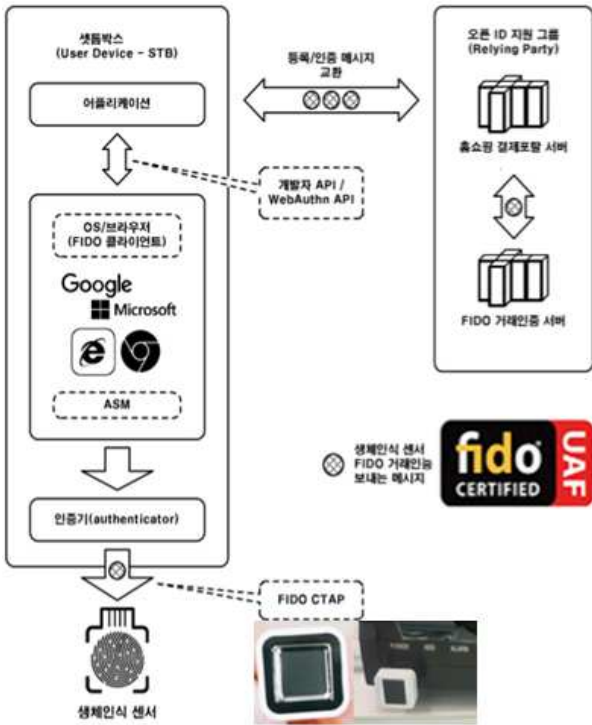 셋톱박스
(User Device - STB)
어플리케이션
개발자 API /
WebAuthn API
OS/브라우저
(FIDO 클라이언트)
Google
Microsoft
ASM
인증기(authenticator)
FIDO CTAP
생체인식 센서
등록/인증 메시지
교환
오픈 ID 지원 그룹
(Relying Party)
홈쇼핑 결제포탈 서버
FIDO 거래인증 서버
생체인식 센서
FIDO 거래인능
보내는 메시지
fido
CERTIFIED
UAF